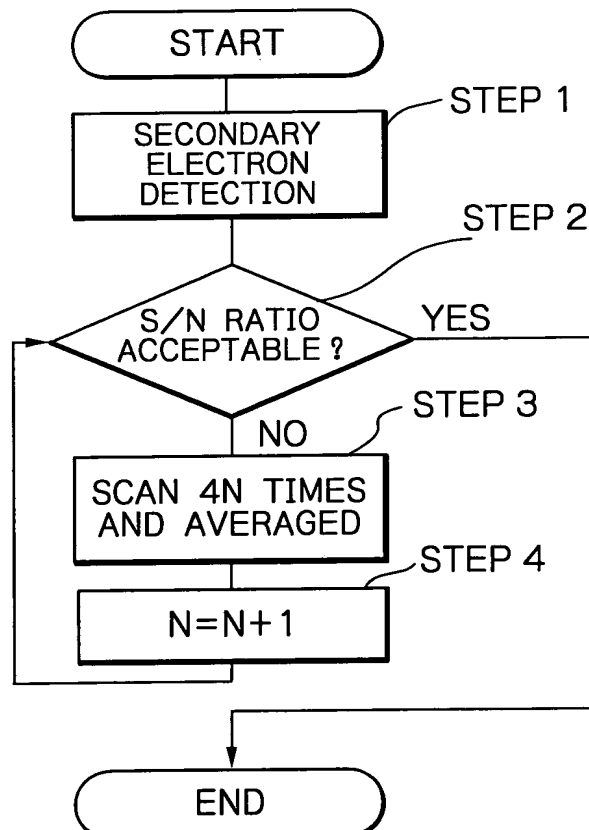 START
STEP 1
SECONDARY
ELECTRON
DETECTION
STEP 2
S/N RATIO
ACCEPTABLE?
YES
NO
STEP 3
SCAN 4N TIMES
AND AVERAGED
STEP 4
N=N+1
END